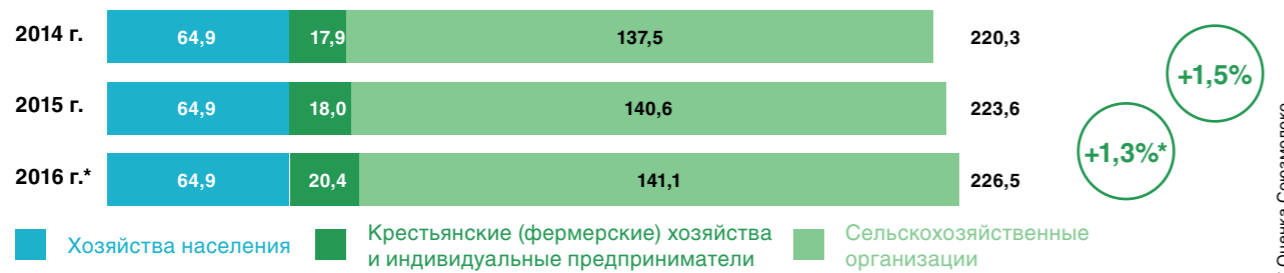 2014 г. 64,9 17,9 137,5 220,3
+1,5%
2015 г. 64,9 18,0 140,6 223,6
+1,3%*
2016 г.* 64,9 20,4 141,1 226,5
Хозяйства населения
Крестьянские (фермерские) хозяйства
и индивидуальные предприниматели
Сельскохозяйственные
организации
Союзмолоко